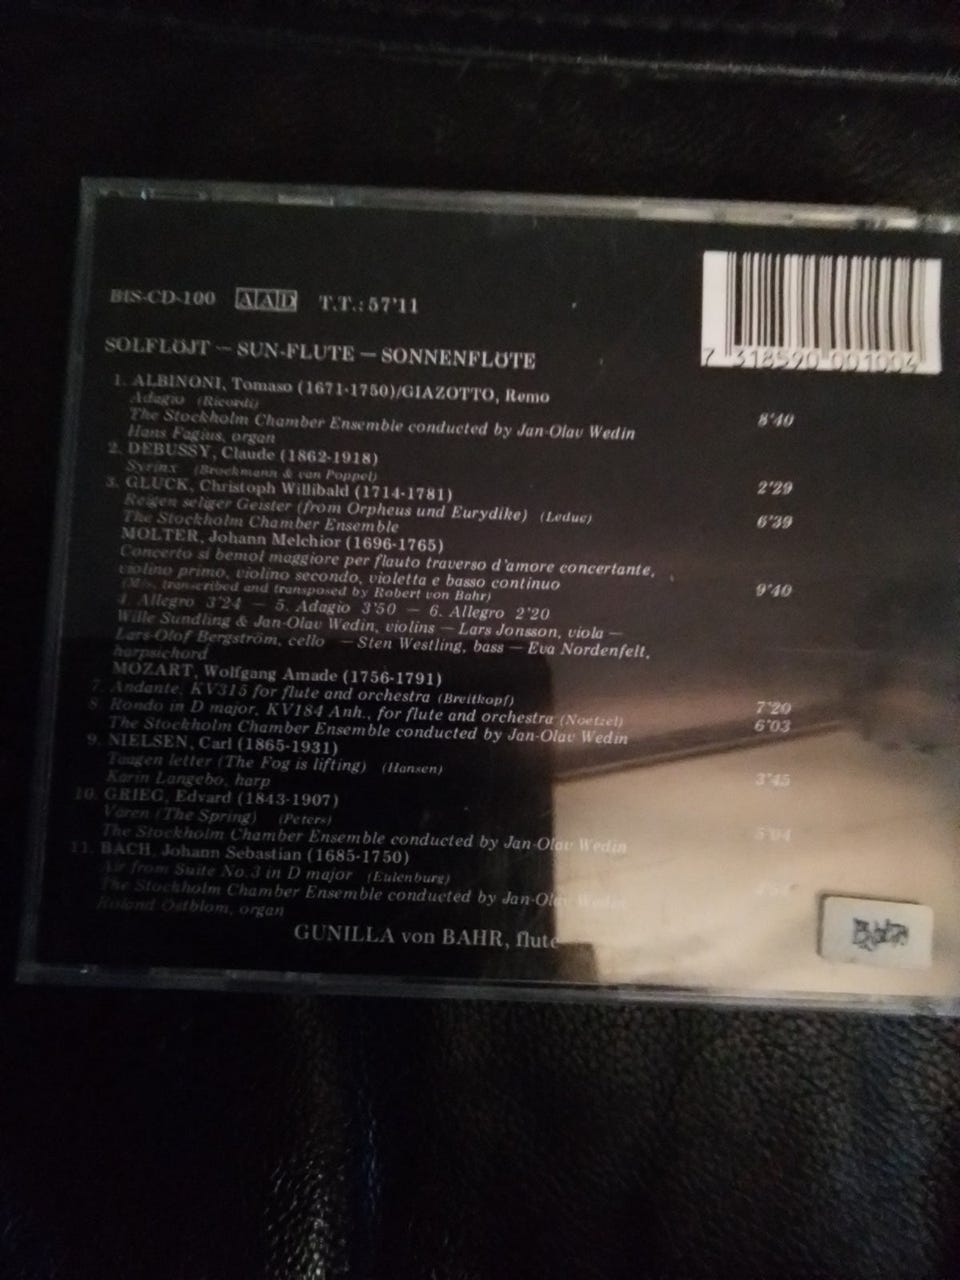 BIS-CD-100 AAD T.T.: 57'11
7 318590 001004
SOLFLÖJT — SUN-FLUTE — SONNENFLÖTE
1. ALBINONI, Tomaso (1671-1750)/GIAZOTTO, Remo
Adagio (Ricordi) 8'40
The Stockholm Chamber Ensemble conducted by Jan-Olav Wedin
Hans Fagius, organ
2. DEBUSSY, Claude (1862-1918)
Syrinx (Broekmann & van Poppel) 2'29
3. GLUCK, Christoph Willibald (1714-1781)
Reigen seliger Geister (from Orpheus und Eurydike) (Leduc) 6'39
The Stockholm Chamber Ensemble
MOLTER, Johann Melchior (1696-1765)
Concerto si bemol maggiore per flauto traverso d'amore concertante,
violino primo, violino secondo, violetta e basso continuo 9'40
(Ms., transcribed and transposed by Robert von Bahr)
4. Allegro 3'24 — 5. Adagio 3'50 — 6. Allegro 2'20
Wille Sundling & Jan-Olav Wedin, violins — Lars Jonsson, viola —
Lars-Olof Bergström, cello — Sten Westling, bass — Eva Nordenfelt,
harpsichord
MOZART, Wolfgang Amade (1756-1791)
7. Andante, KV315 for flute and orchestra (Breitkopf) 7'20
8. Rondo in D major, KV184 Anh., for flute and orchestra (Noetzel) 6'03
The Stockholm Chamber Ensemble conducted by Jan-Olav Wedin
9. NIELSEN, Carl (1865-1931)
Taagen letter (The Fog is lifting) (Hansen) 3'45
Karin Langebo, harp
10. GRIEG, Edvard (1843-1907)
Våren (The Spring) (Peters) 5'04
The Stockholm Chamber Ensemble conducted by Jan-Olav Wedin
11. BACH, Johann Sebastian (1685-1750)
Air from Suite No.3 in D major (Eulenburg)
The Stockholm Chamber Ensemble conducted by Jan-Olav Wedin
Roland Östblom, organ
GUNILLA von BAHR, flute